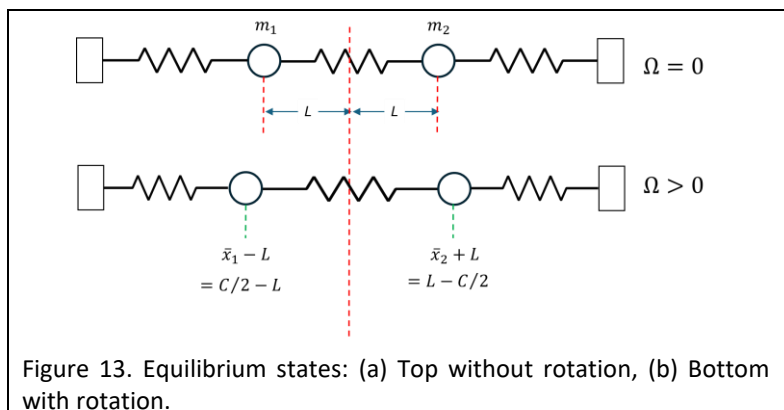 m₁ m₂
Ω = 0
L L
Ω > 0
x̄₁ − L x̄₂ + L
= C/2 − L = L − C/2
Figure 13. Equilibrium states: (a) Top without rotation, (b) Bottom
with rotation.